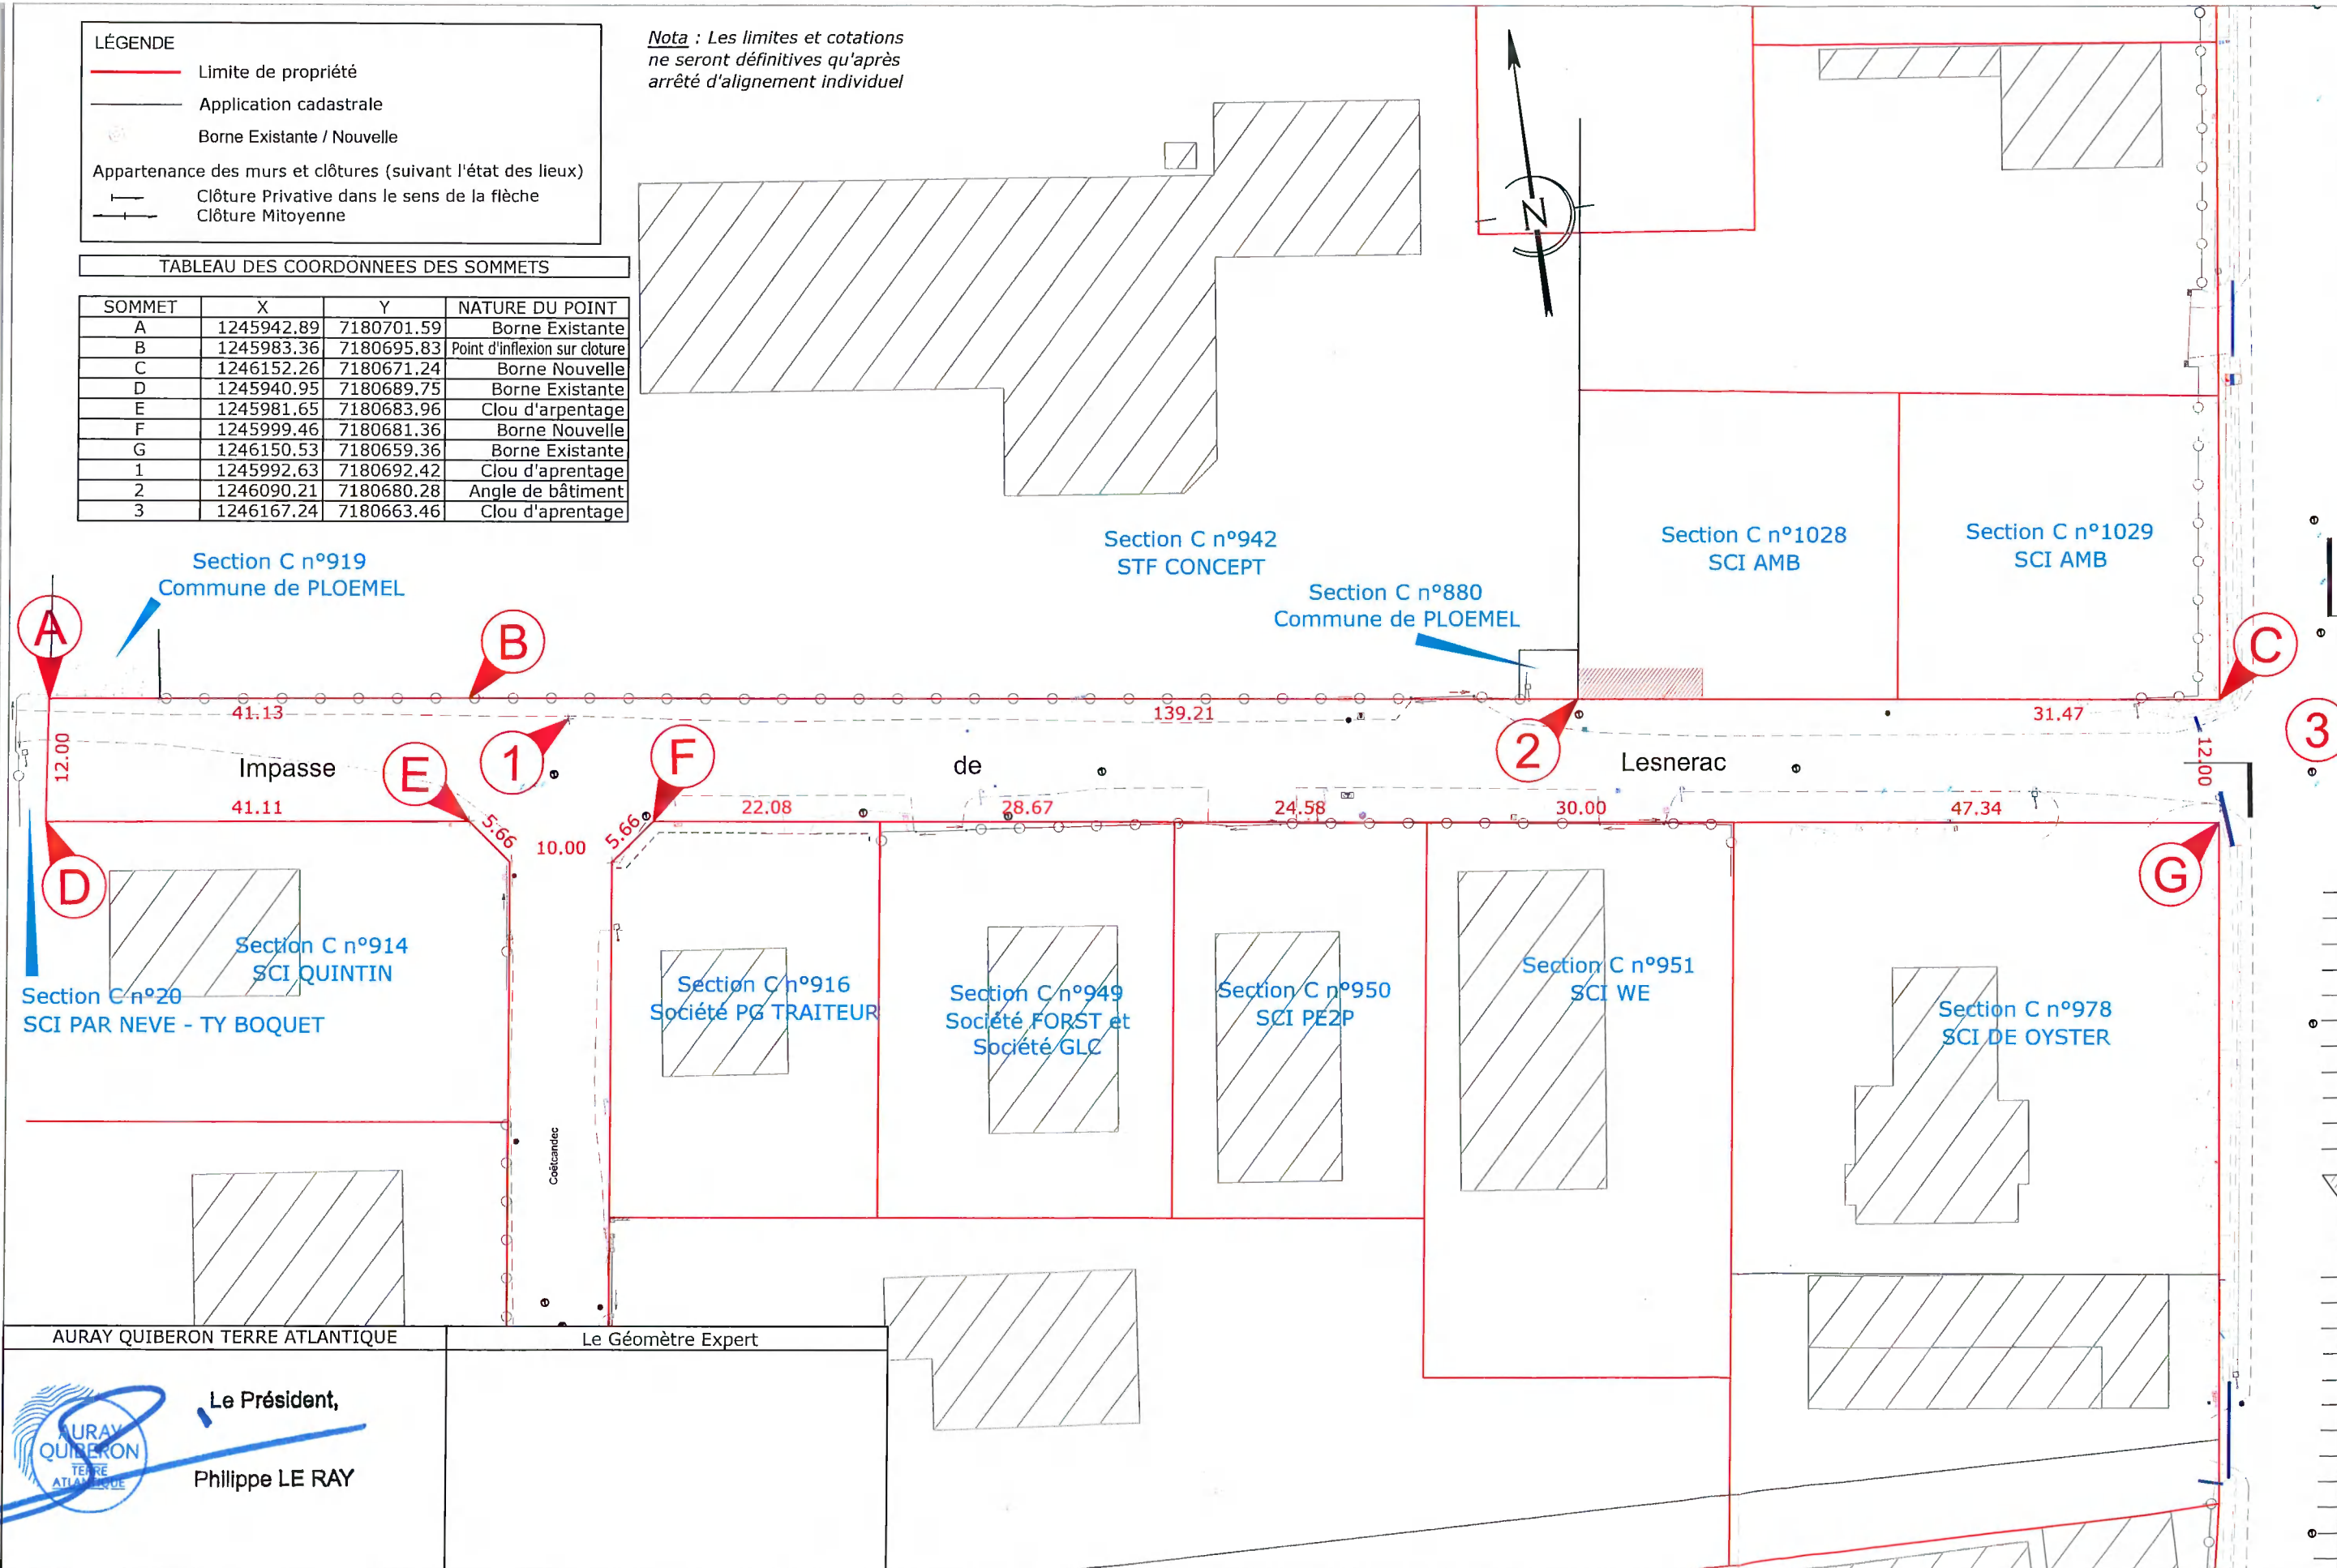 LÉGENDE
Limite de propriété
Application cadastrale
Borne Existante / Nouvelle
Appartenance des murs et clôtures (suivant l'état des lieux)
Clôture Privative dans le sens de la flèche
Clôture Mitoyenne
Nota : Les limites et cotations
ne seront définitives qu'après
arrêté d'alignement individuel
N
TABLEAU DES COORDONNEES DES SOMMETS
SOMMET X Y NATURE DU POINT
A 1245942.89 7180701.59 Borne Existante
B 1245983.36 7180695.83 Point d'inflexion sur cloture
C 1246152.26 7180671.24 Borne Nouvelle
D 1245940.95 7180689.75 Borne Existante
E 1245981.65 7180683.96 Clou d'arpentage
F 1245999.46 7180681.36 Borne Nouvelle
G 1246150.53 7180659.36 Borne Existante
1 1245992.63 7180692.42 Clou d'aprentage
2 1246090.21 7180680.28 Angle de bâtiment
3 1246167.24 7180663.46 Clou d'aprentage
Section C n°919
Commune de PLOEMEL
Section C n°942
STF CONCEPT
Section C n°880
Commune de PLOEMEL
Section C n°1028
SCI AMB
Section C n°1029
SCI AMB
A
B
C
41.13
139.21
31.47
12.00
1
2
3
12.00
Impasse
de
Lesnerac
E
F
41.11
5.66
10.00
5.66
22.08
28.67
24.58
30.00
47.34
D
G
Section C n°914
SCI QUINTIN
Section C n°20
SCI PAR NEVE - TY BOQUET
Section C n°916
Société PG TRAITEUR
Section C n°949
Société FORST et
Société GLC
Section C n°950
SCI PE2P
Section C n°951
SCI WE
Section C n°978
SCI DE OYSTER
Coëtcandec
AURAY QUIBERON TERRE ATLANTIQUE
Le Géomètre Expert
Le Président,
AURAY
QUIBERON
TERRE
ATLANTIQUE
Philippe LE RAY